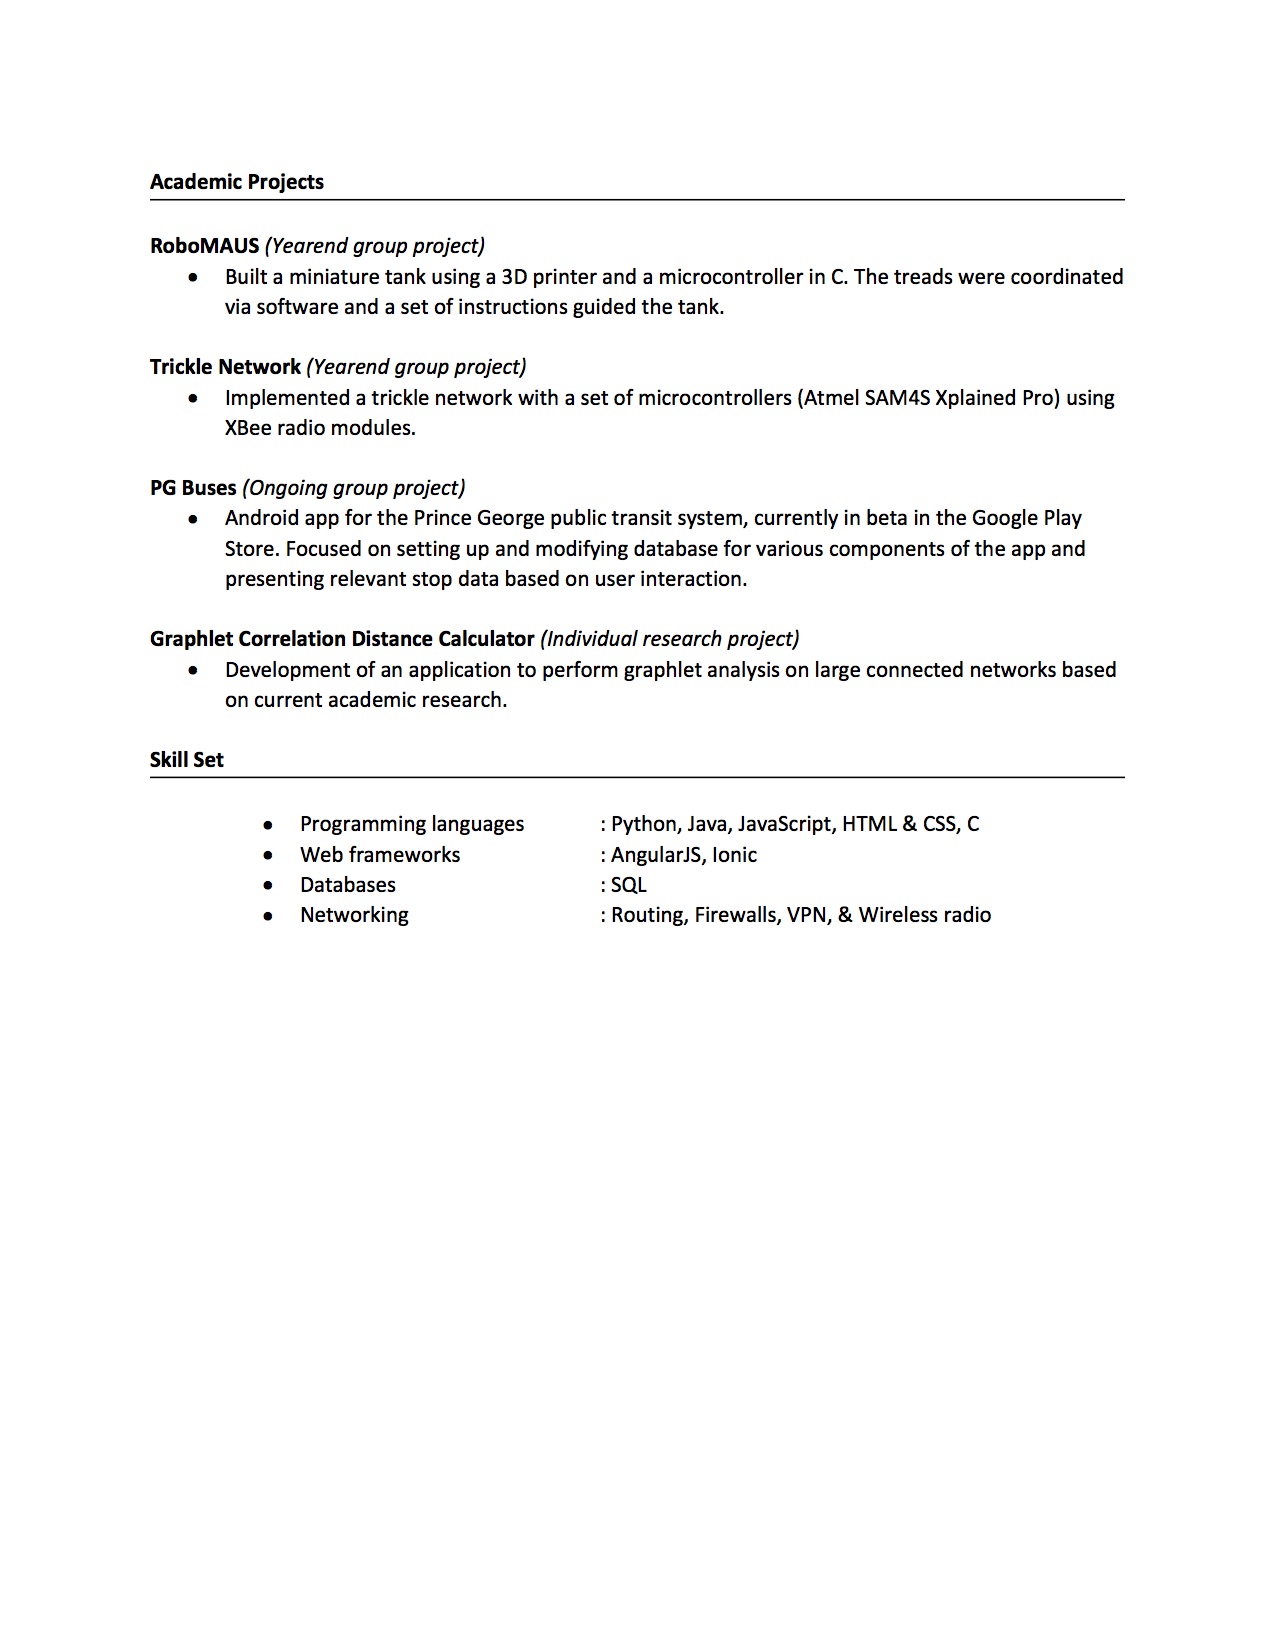 Academic Projects
RoboMAUS (Yearend group project)
• Built a miniature tank using a 3D printer and a microcontroller in C. The treads were coordinated
via software and a set of instructions guided the tank.
Trickle Network (Yearend group project)
• Implemented a trickle network with a set of microcontrollers (Atmel SAM4S Xplained Pro) using
XBee radio modules.
PG Buses (Ongoing group project)
• Android app for the Prince George public transit system, currently in beta in the Google Play
Store. Focused on setting up and modifying database for various components of the app and
presenting relevant stop data based on user interaction.
Graphlet Correlation Distance Calculator (Individual research project)
• Development of an application to perform graphlet analysis on large connected networks based
on current academic research.
Skill Set
• Programming languages : Python, Java, JavaScript, HTML & CSS, C
• Web frameworks : AngularJS, Ionic
• Databases : SQL
• Networking : Routing, Firewalls, VPN, & Wireless radio